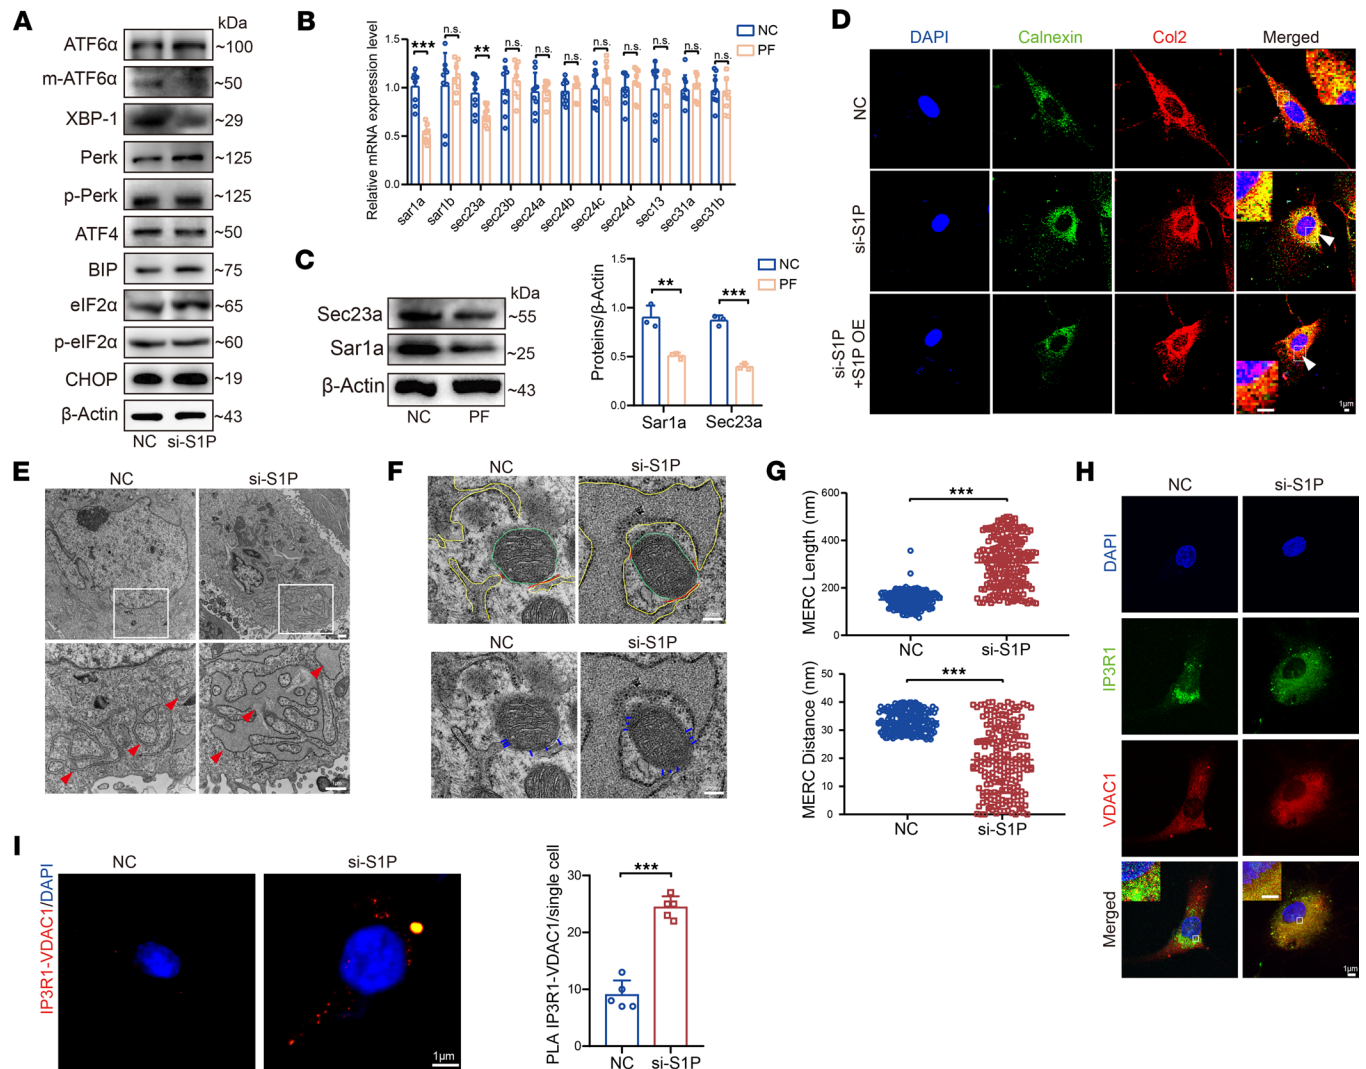 A
kDa
ATF6α
~100
m-ATF6α
~50
XBP-1
~29
Perk
~125
p-Perk
~125
ATF4
~50
BIP
~75
eIF2α
~65
p-eIF2α
~60
CHOP
~19
β-Actin
~43
NC si-S1P
B
Relative mRNA expression level
1.5
1.0
0.5
0.0
*** n.s. ** n.s. n.s. n.s. n.s. n.s. n.s. n.s. n.s.
NC
PF
sar1a sar1b sec23a sec23b sec24a sec24b sec24c sec24d sec13 sec31a sec31b
C
kDa
Sec23a
~55
Sar1a
~25
β-Actin
~43
NC PF
Proteins/β-Actin
1.5
1.0
0.5
0.0
** ***
NC
PF
Sar1a Sec23a
D
DAPI Calnexin Col2 Merged
NC
si-S1P
si-S1P
+S1P OE
1μm
E
NC si-S1P
F
NC si-S1P
G
MERC Length (nm)
600
400
200
0
***
NC si-S1P
MERC Distance (nm)
50
40
30
20
10
0
***
NC si-S1P
H
NC si-S1P
DAPI
IP3R1
VDAC1
Merged
1μm
I
NC si-S1P
IP3R1-VDAC1/DAPI
1μm
PLA IP3R1-VDAC1/single cell
30
20
10
0
***
NC si-S1P